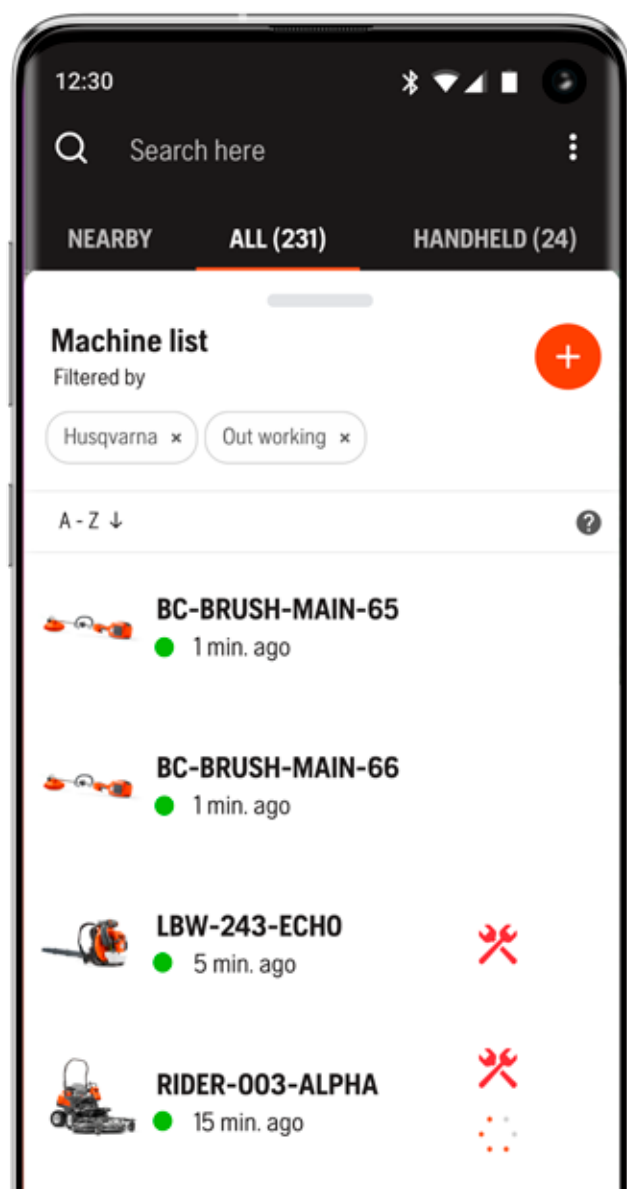 12:30
Search here
NEARBY ALL (231) HANDHELD (24)
Machine list
Filtered by
Husqvarna × Out working ×
A - Z ↓ ?
BC-BRUSH-MAIN-65
1 min. ago
BC-BRUSH-MAIN-66
1 min. ago
LBW-243-ECHO
5 min. ago
RIDER-003-ALPHA
15 min. ago